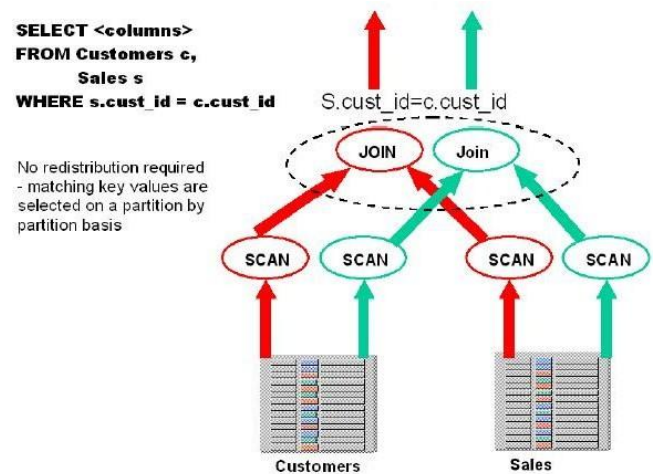 SELECT <columns>
FROM Customers c,
Sales s
WHERE s.cust_id = c.cust_id
S.cust_id=c.cust_id
No redistribution required
- matching key values are
selected on a partition by
partition basis
JOIN
Join
SCAN
SCAN
SCAN
SCAN
Customers
Sales